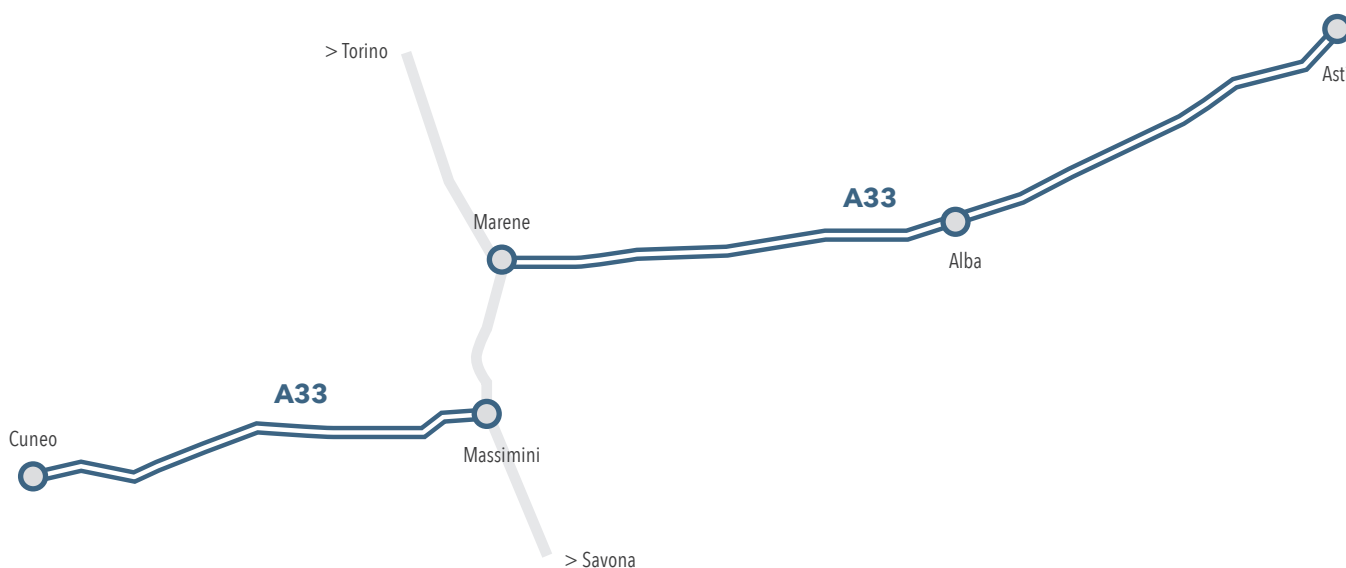 > Torino
Ast
A33
Marene
Alba
A33
Cuneo
Massimini
> Savona